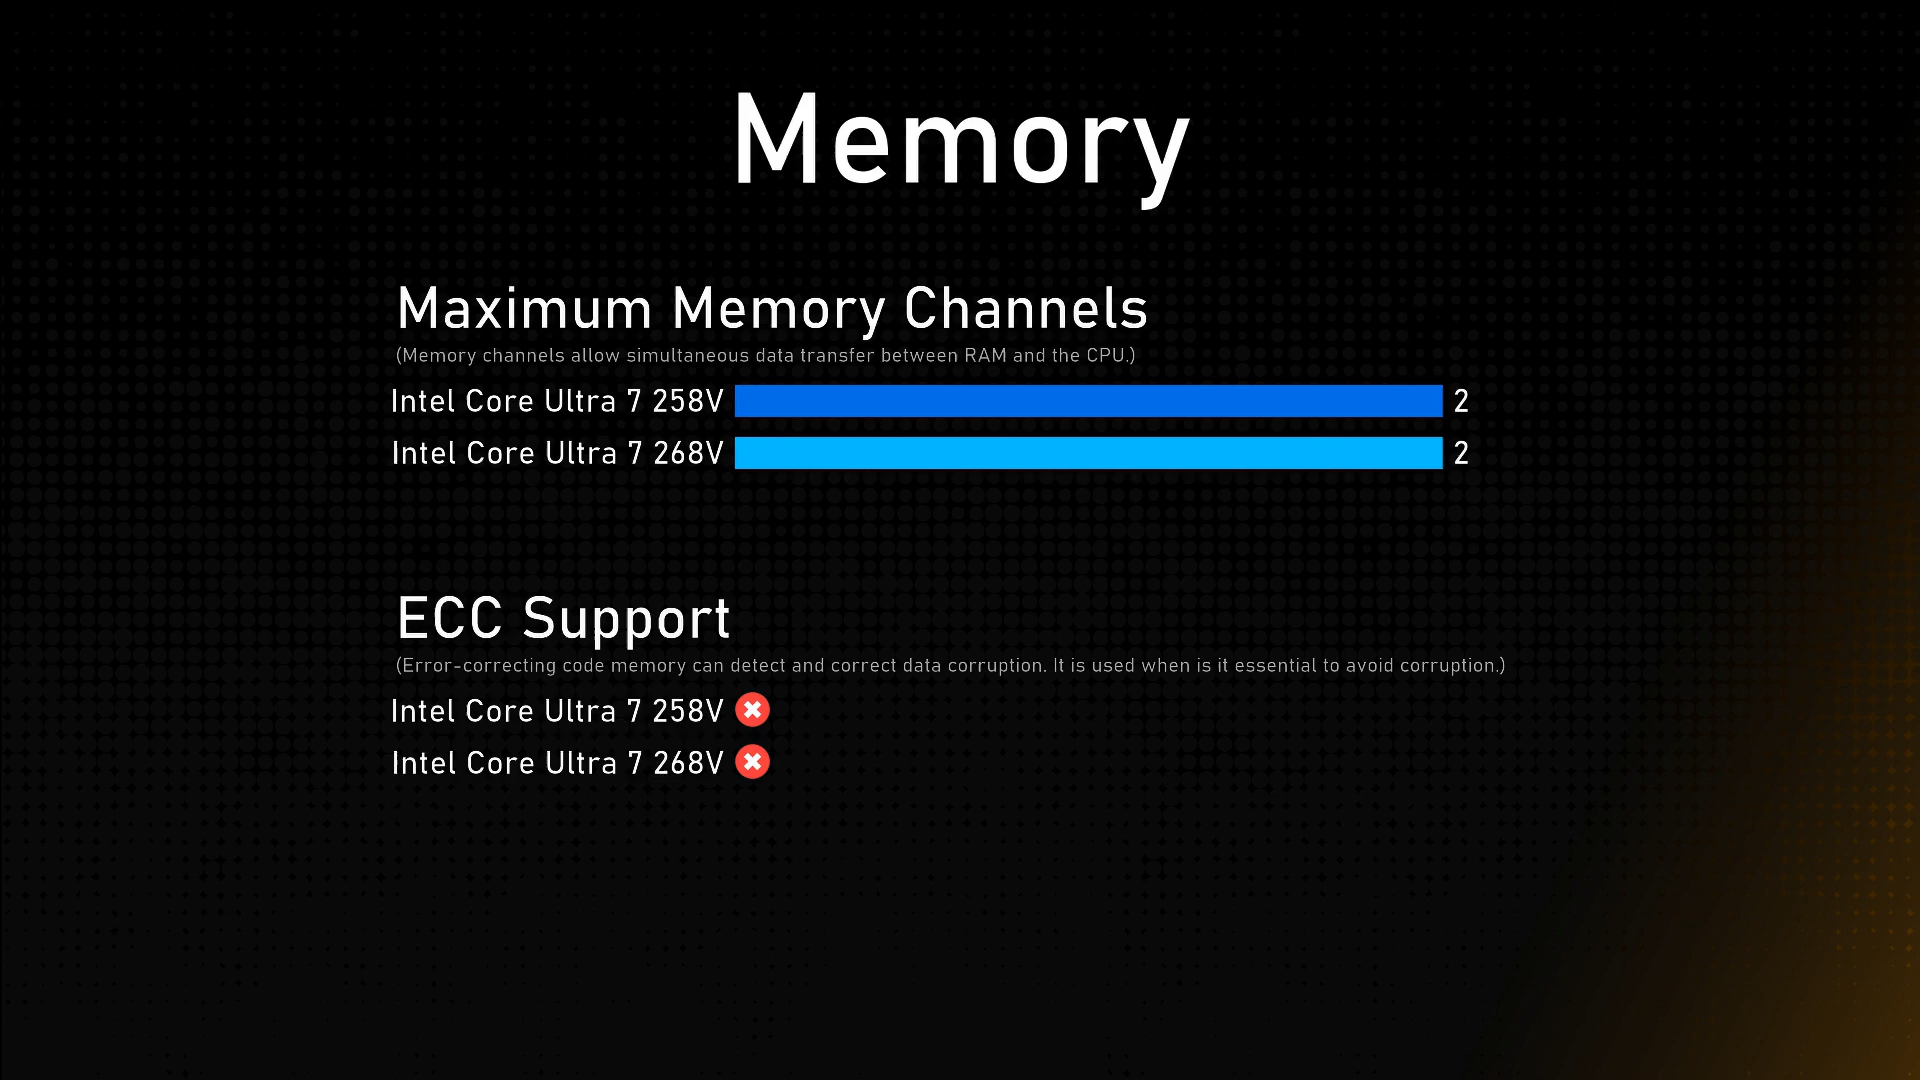 Memory
Maximum Memory Channels
(Memory channels allow simultaneous data transfer between RAM and the CPU.)
Intel Core Ultra 7 258V 2
Intel Core Ultra 7 268V 2
ECC Support
(Error-correcting code memory can detect and correct data corruption. It is used when is it essential to avoid corruption.)
Intel Core Ultra 7 258V
Intel Core Ultra 7 268V